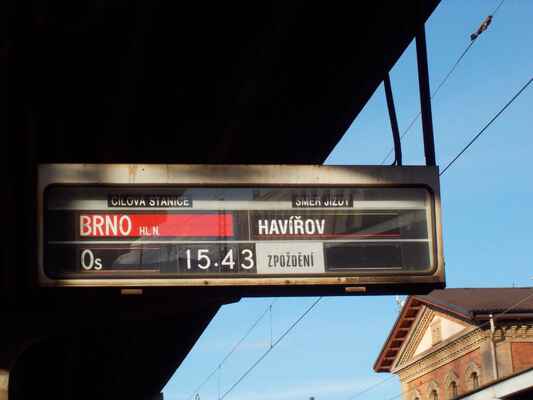 CÍLOVÁ STANICE SMĚR JÍZDY
BRNO HL.N. HAVÍŘOV
Os 15.43 ZPOŽDĚNÍ